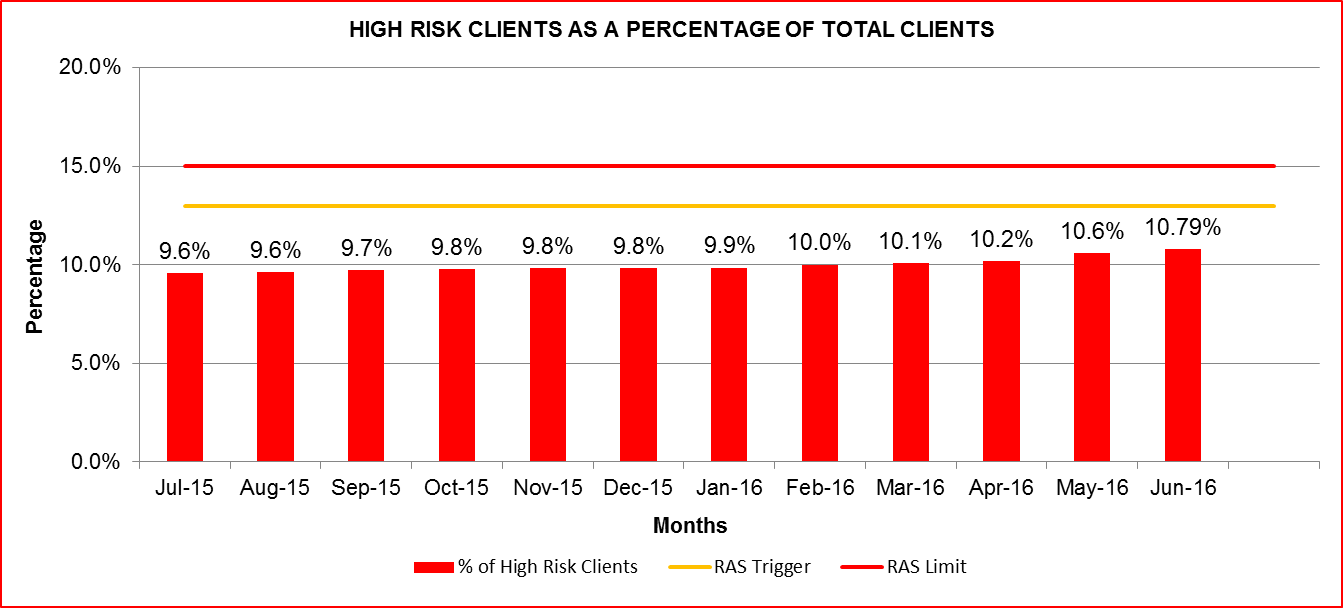 HIGH RISK CLIENTS AS A PERCENTAGE OF TOTAL CLIENTS
20.0%
15.0%
10.0%
5.0%
0.0%
Percentage
9.6% 9.6% 9.7% 9.8% 9.8% 9.8% 9.9% 10.0% 10.1% 10.2% 10.6% 10.79%
Jul-15 Aug-15 Sep-15 Oct-15 Nov-15 Dec-15 Jan-16 Feb-16 Mar-16 Apr-16 May-16 Jun-16
Months
% of High Risk Clients RAS Trigger RAS Limit